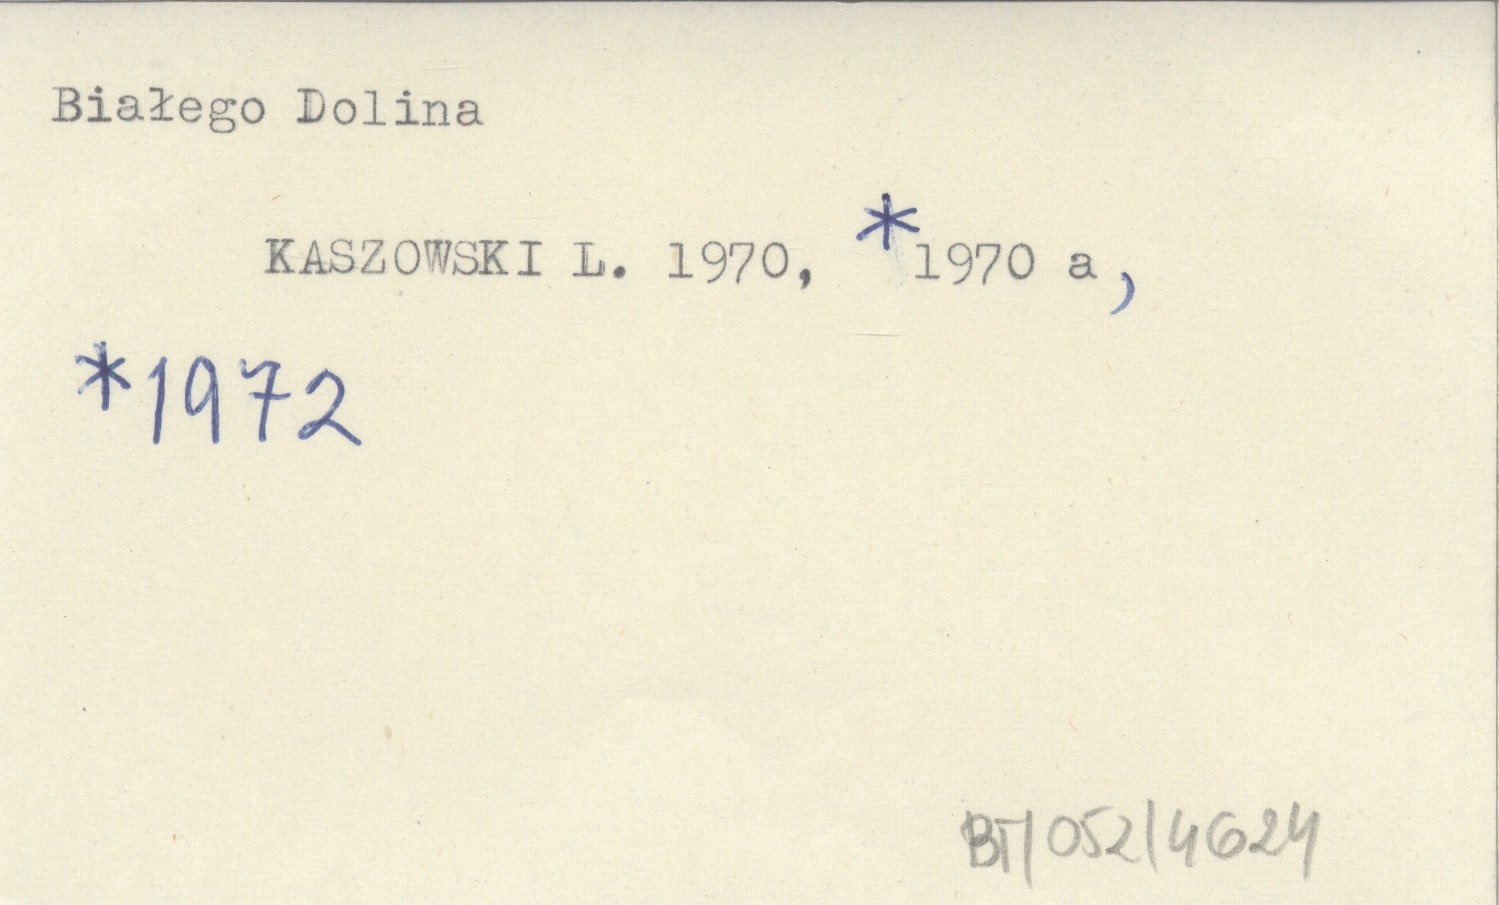 Białego Dolina
KASZOWSKI L. 1970, *1970 a,
*1972
BT/052/4624